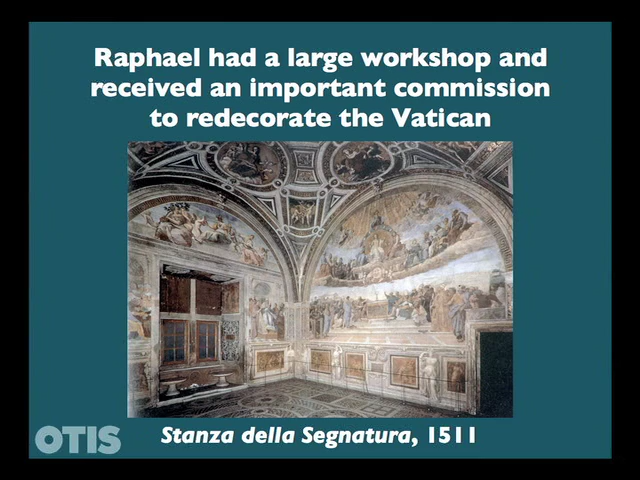 Raphael had a large workshop and
received an important commission
to redecorate the Vatican
Stanza della Segnatura, 1511
OTIS